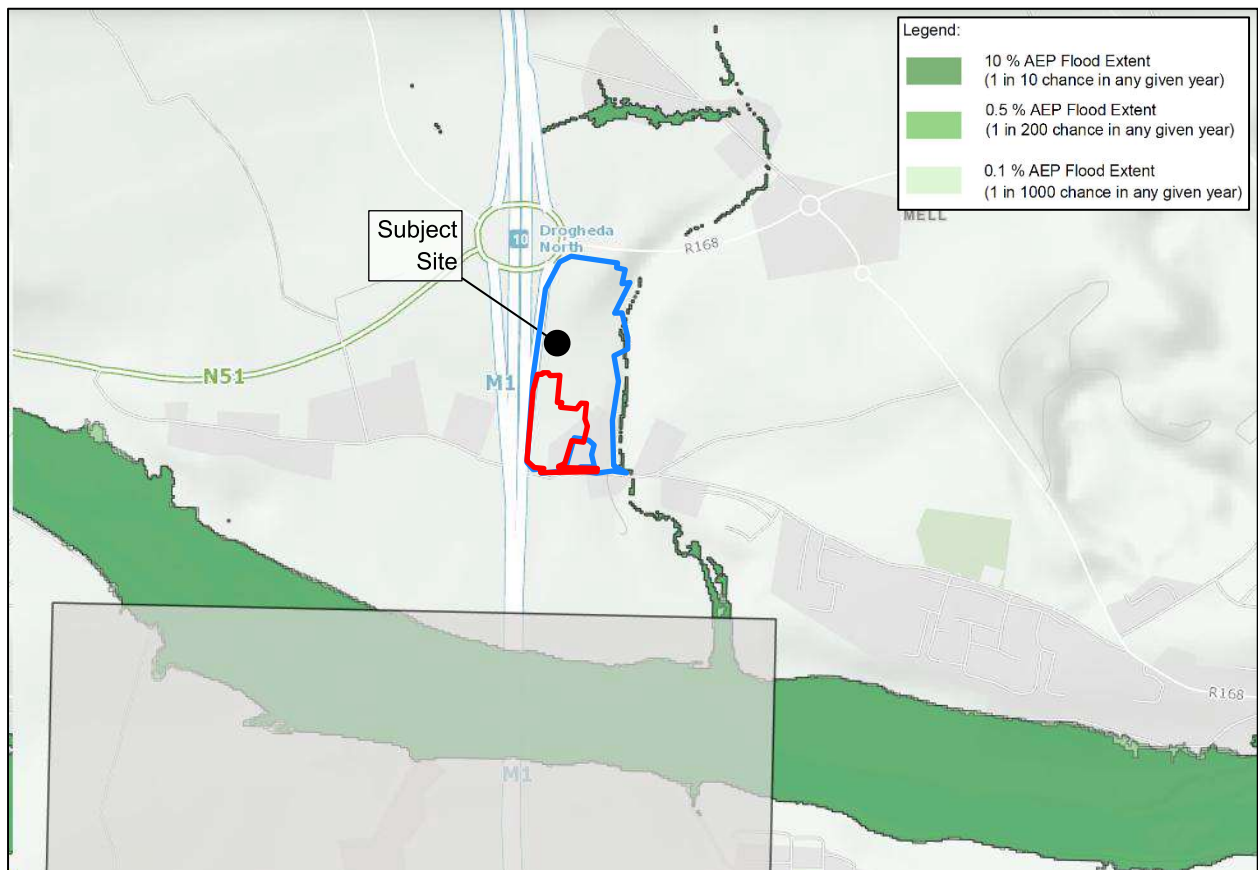 Legend:
10 % AEP Flood Extent
(1 in 10 chance in any given year)
0.5 % AEP Flood Extent
(1 in 200 chance in any given year)
0.1 % AEP Flood Extent
(1 in 1000 chance in any given year)
MELL
Subject
Site
10
Drogheda
North
R168
N51
M1
R168
M1